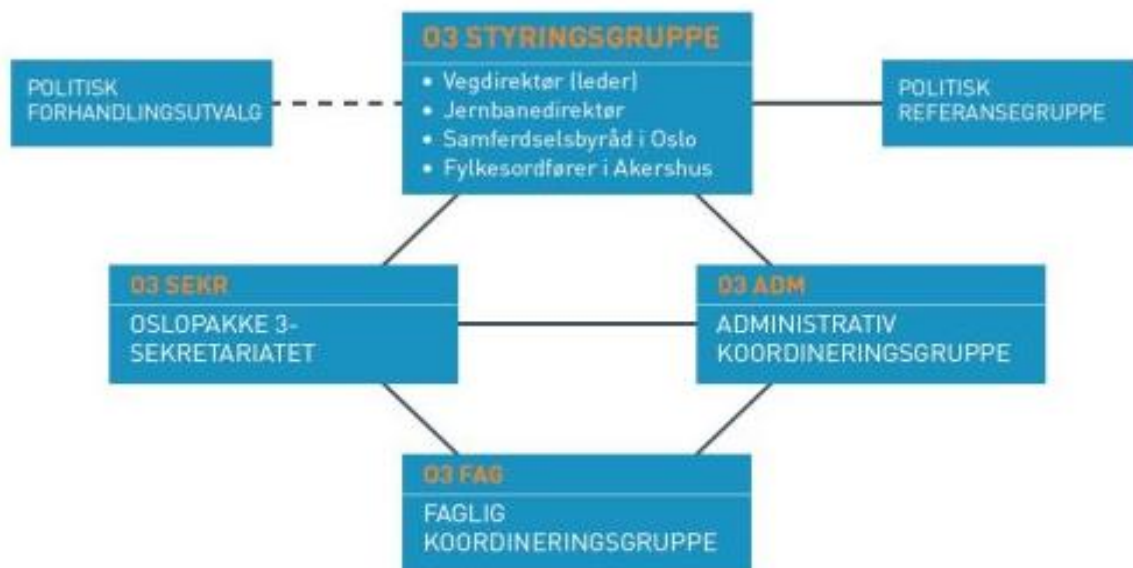 O3 STYRINGSGRUPPE
• Vegdirektør (leder)
• Jernbanedirektør
• Samferdselsbyråd i Oslo
• Fylkesordfører i Akershus
POLITISK
FORHANDLINGSUTVALG
POLITISK
REFERANSEGRUPPE
O3 SEKR
OSLOPAKKE 3-
SEKRETARIATET
O3 ADM
ADMINISTRATIV
KOORDINERINGSGRUPPE
O3 FAG
FAGLIG
KOORDINERINGSGRUPPE